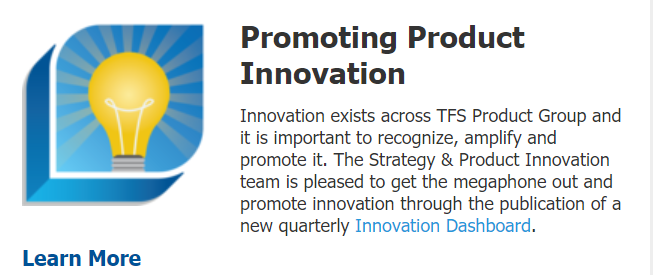 Promoting Product
Innovation
Innovation exists across TFS Product Group and
it is important to recognize, amplify and
promote it. The Strategy & Product Innovation
team is pleased to get the megaphone out and
promote innovation through the publication of a
new quarterly Innovation Dashboard.
Learn More